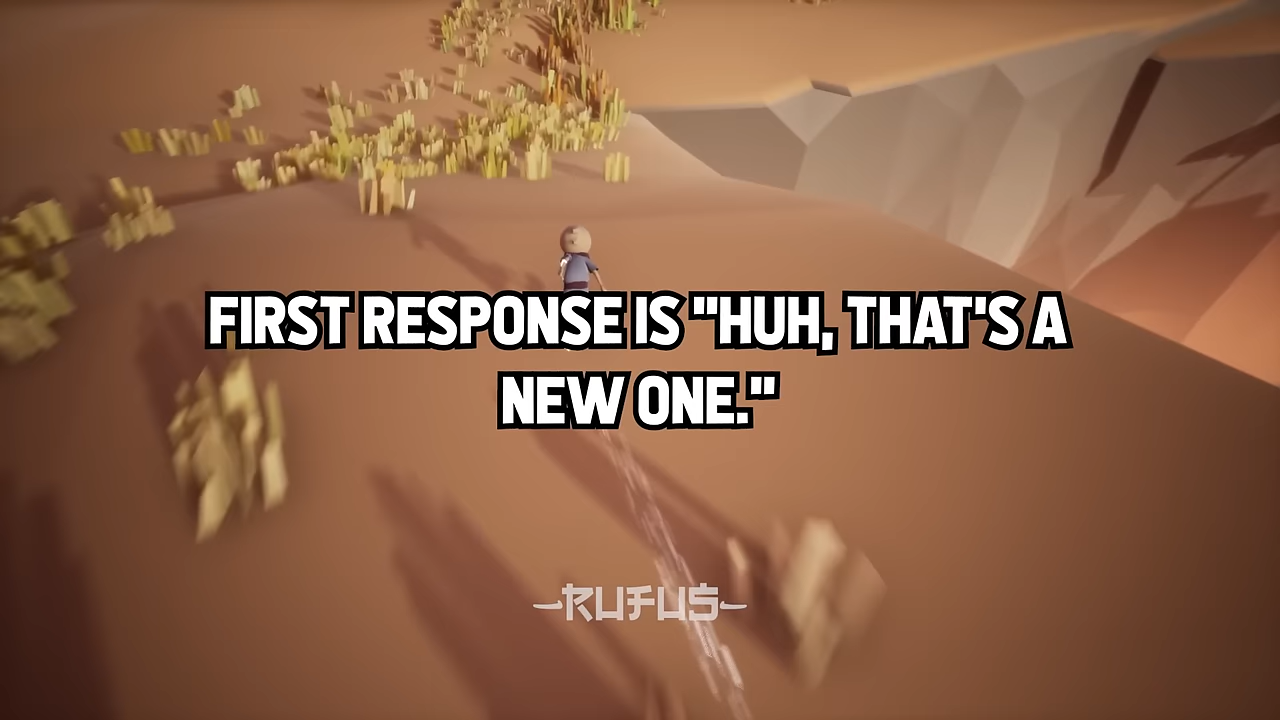 FIRST RESPONSE IS "HUH, THAT'S A
NEW ONE."
-RUFUS-